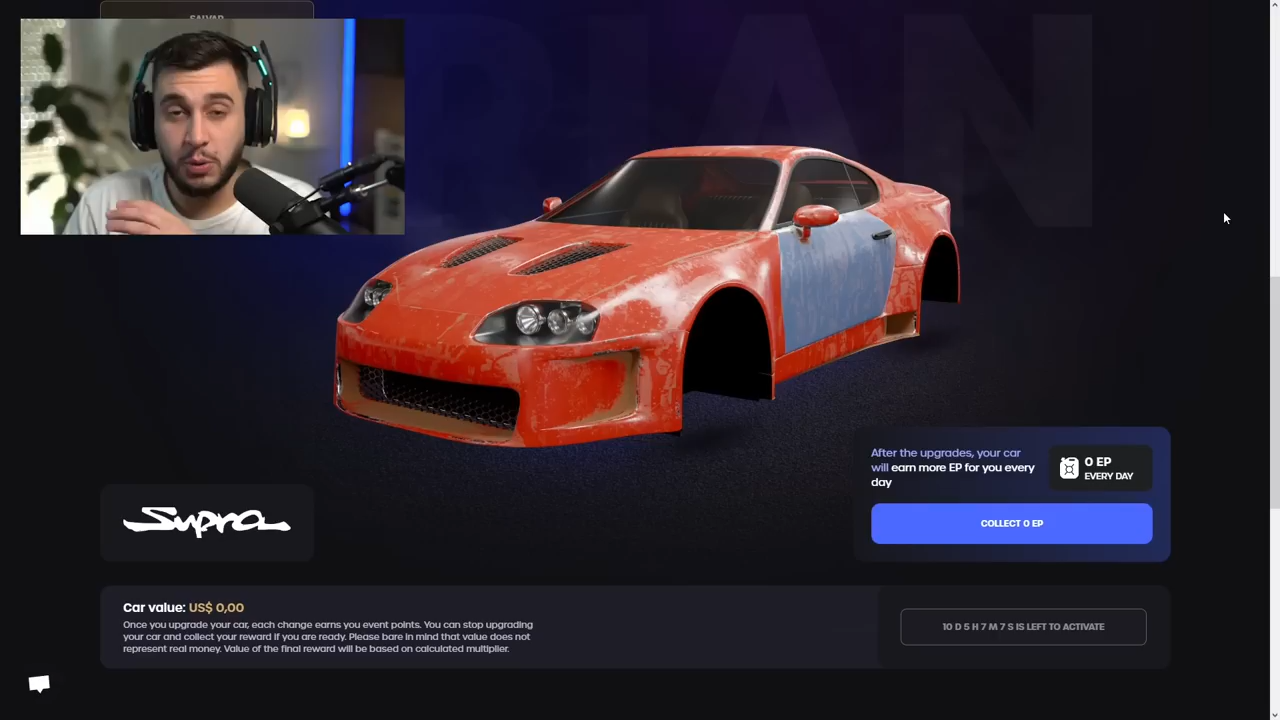 RIAN
After the upgrades, your car
will earn more EP for you every
day
0 EP
EVERY DAY
COLLECT 0 EP
Supra
Car value: US$ 0,00
Once you upgrade your car, each change earns you event points. You can stop upgrading
your car and collect your reward if you are ready. Please bare in mind that value does not
represent real money. Value of the final reward will be based on calculated multiplier.
10 D 5 H 7 M 7 S IS LEFT TO ACTIVATE